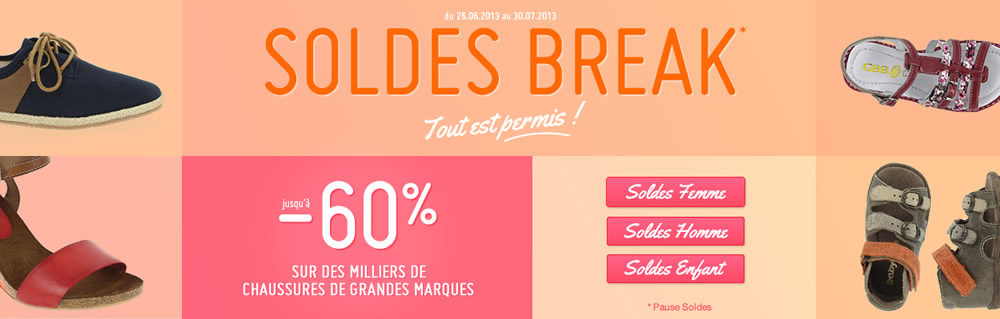 du 26.06.2013 au 30.07.2013
SOLDES BREAK*
Tout est permis !
GBB
jusqu'à
-60%
SUR DES MILLIERS DE
CHAUSSURES DE GRANDES MARQUES
Soldes Femme
Soldes Homme
Soldes Enfant
* Pause Soldes